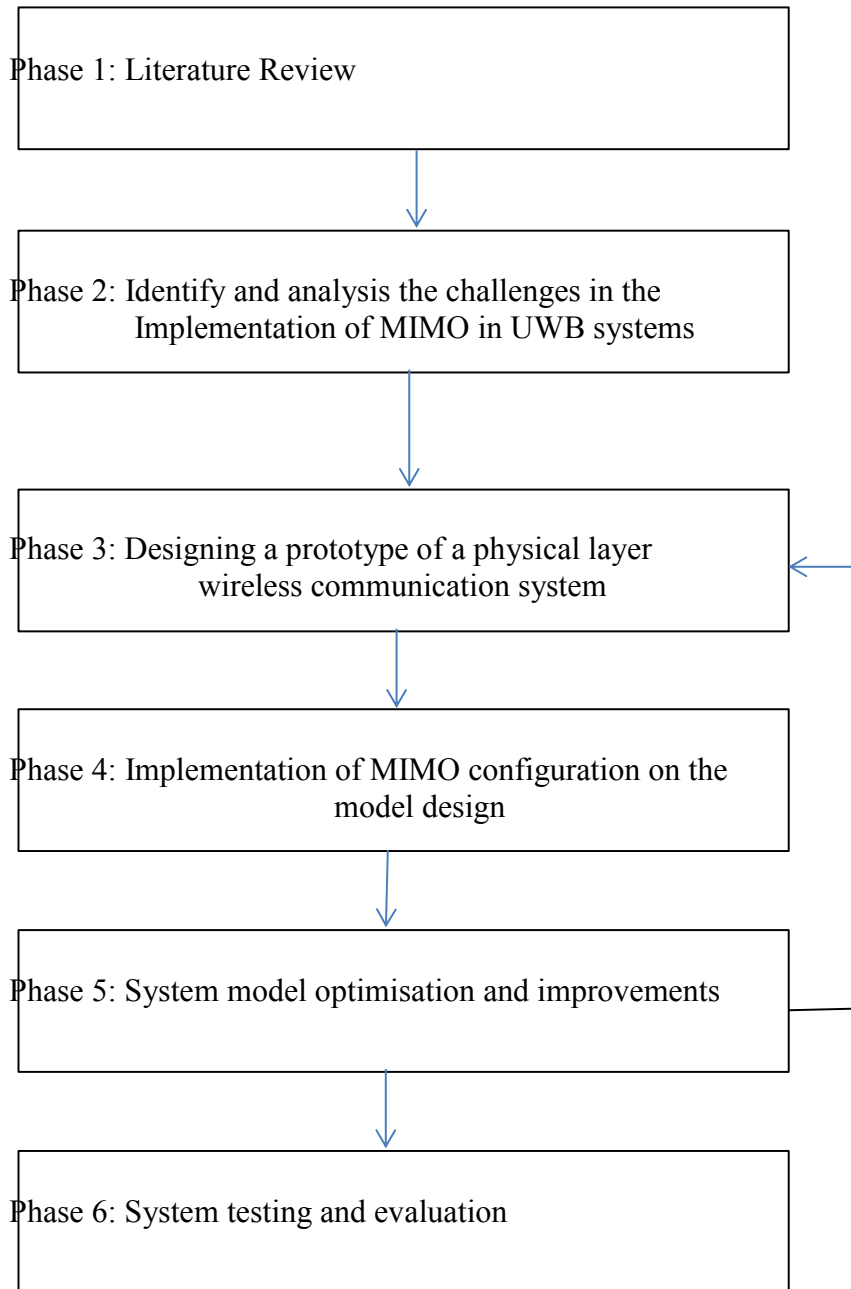 Phase 1: Literature Review
Phase 2: Identify and analysis the challenges in the
Implementation of MIMO in UWB systems
Phase 3: Designing a prototype of a physical layer
wireless communication system
Phase 4: Implementation of MIMO configuration on the
model design
Phase 5: System model optimisation and improvements
Phase 6: System testing and evaluation